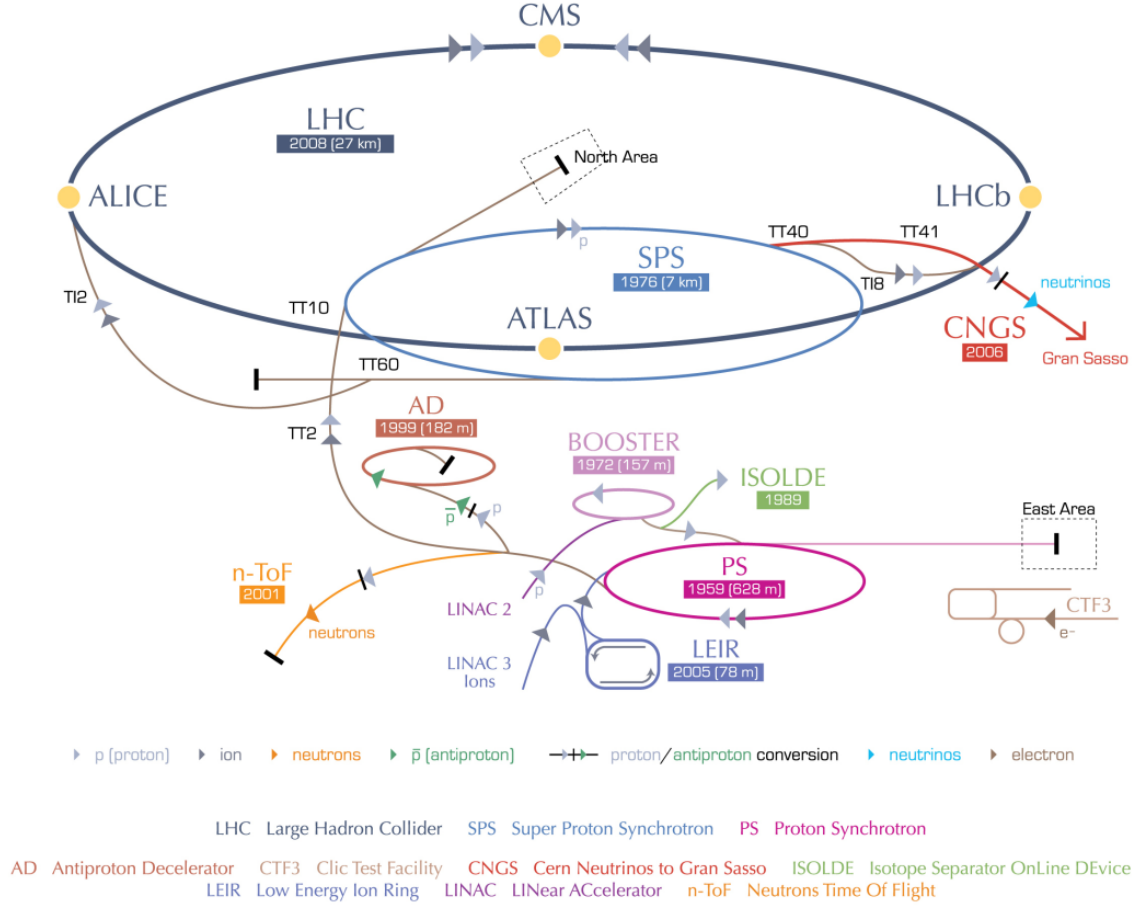 CMS
LHC
2008 (27 km)
North Area
ALICE
LHCb
TT40
TT41
SPS
p
1976 (7 km)
TI2
TI8
neutrinos
TT10
ATLAS
CNGS
2006
Gran Sasso
TT60
AD
1999 (182 m)
TT2
BOOSTER
1972 (157 m)
ISOLDE
1989
p̅
p
East Area
n-ToF
2001
PS
1959 (628 m)
LINAC 2
p
neutrons
CTF3
e-
LEIR
2005 (78 m)
LINAC 3
Ions
p (proton)
ion
neutrons
p̅ (antiproton)
proton/antiproton conversion
neutrinos
electron
LHC Large Hadron Collider SPS Super Proton Synchrotron PS Proton Synchrotron
AD Antiproton Decelerator CTF3 Clic Test Facility CNGS Cern Neutrinos to Gran Sasso ISOLDE Isotope Separator OnLine DEvice
LEIR Low Energy Ion Ring LINAC LINear ACcelerator n-ToF Neutrons Time Of Flight